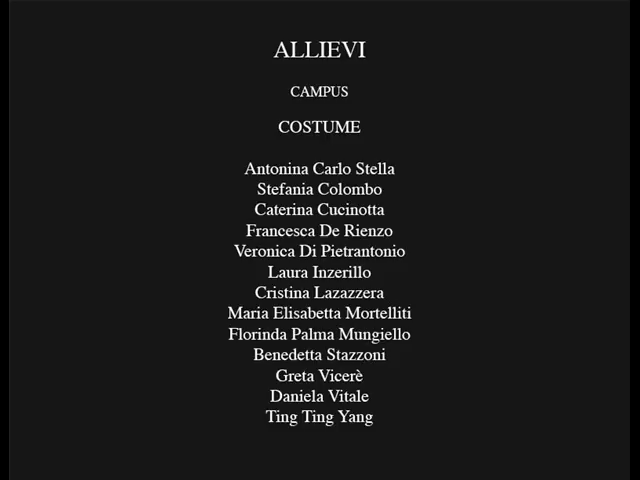 ALLIEVI
CAMPUS
COSTUME
Antonina Carlo Stella
Stefania Colombo
Caterina Cucinotta
Francesca De Rienzo
Veronica Di Pietrantonio
Laura Inzerillo
Cristina Lazazzera
Maria Elisabetta Mortelliti
Florinda Palma Mungiello
Benedetta Stazzoni
Greta Vicerè
Daniela Vitale
Ting Ting Yang